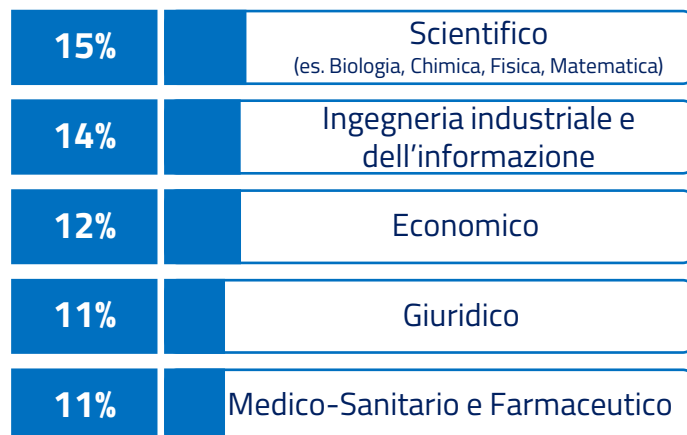 15%
Scientifico
(es. Biologia, Chimica, Fisica, Matematica)
14%
Ingegneria industriale e
dell’informazione
12%
Economico
11%
Giuridico
11%
Medico-Sanitario e Farmaceutico